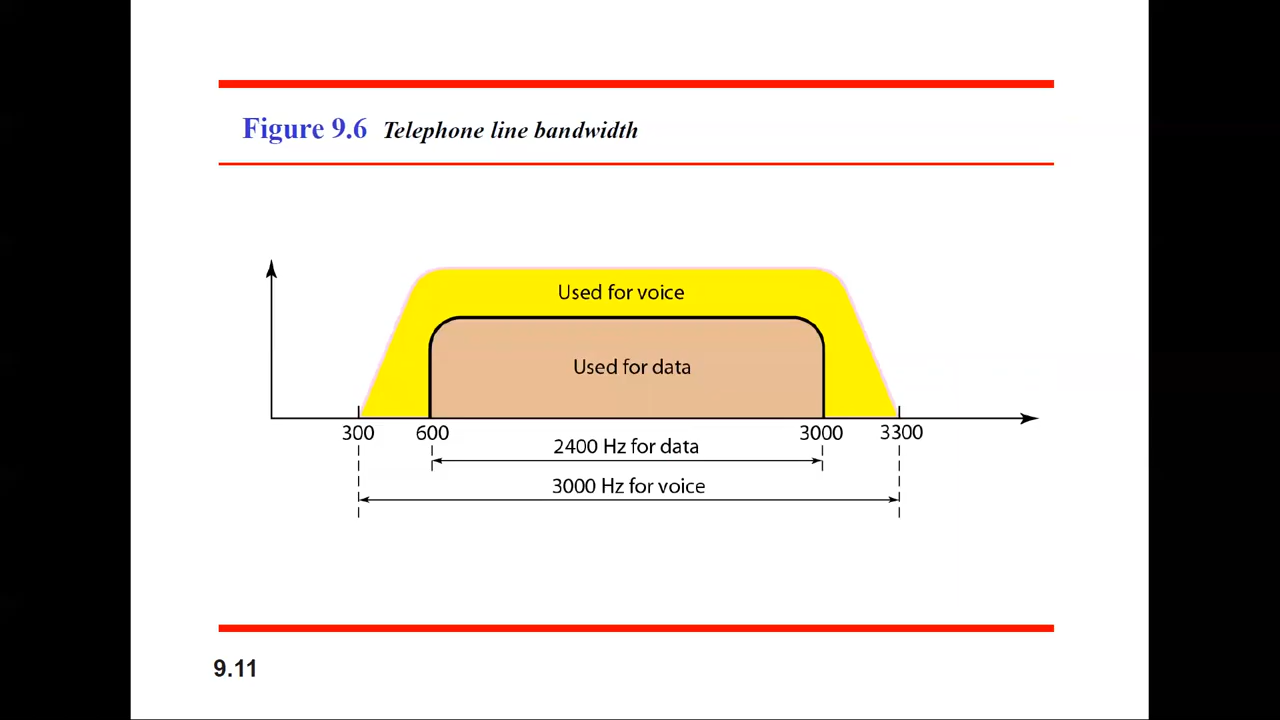 Figure 9.6 Telephone line bandwidth
Used for voice
Used for data
300 600 3000 3300
2400 Hz for data
3000 Hz for voice
9.11